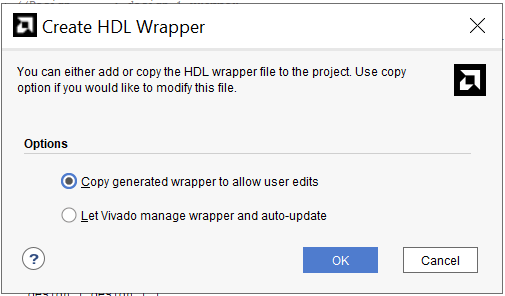 Create HDL Wrapper
You can either add or copy the HDL wrapper file to the project. Use copy
option if you would like to modify this file.
Options
Copy generated wrapper to allow user edits
Let Vivado manage wrapper and auto-update
?
OK
Cancel